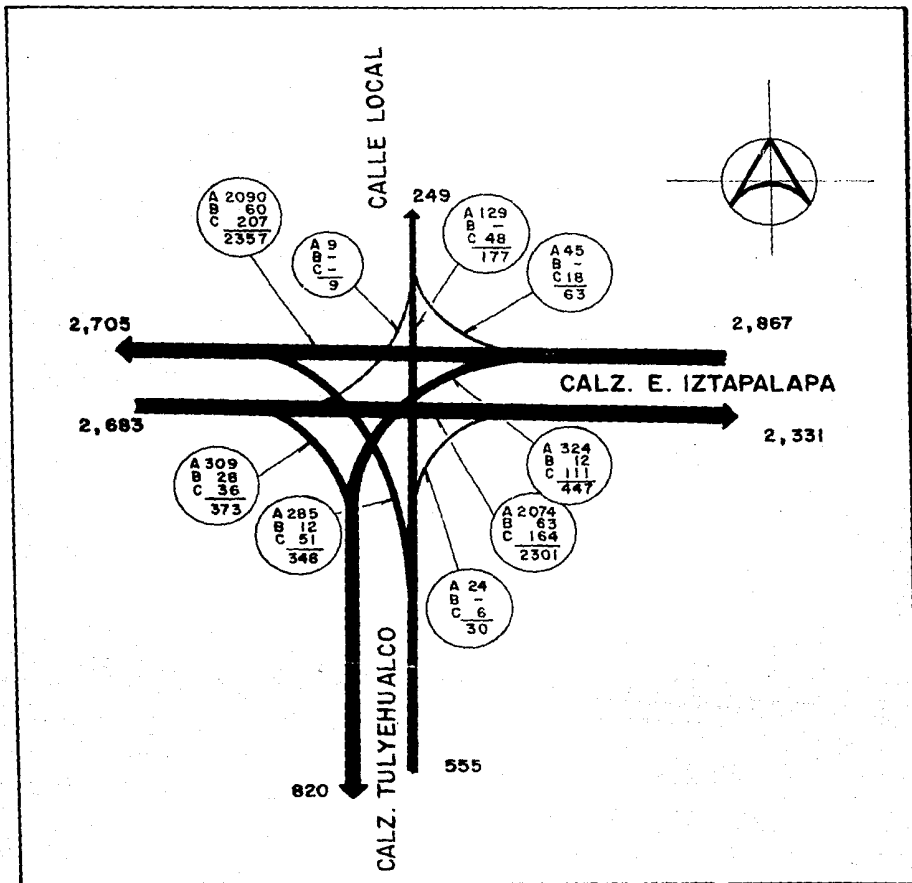 CALLE LOCAL
249
A 2090
B 60
C 207
2357
A 9
B -
C -
9
A 129
B -
C 48
177
A 45
B -
C 18
63
2,705
2,867
CALZ. E. IZTAPALAPA
2,683
2,331
A 309
B 28
C 36
373
A 285
B 12
C 51
348
A 324
B 12
C 111
447
A 2074
B 63
C 164
2301
A 24
B -
C 6
30
CALZ. TULYEHUALCO
820
555